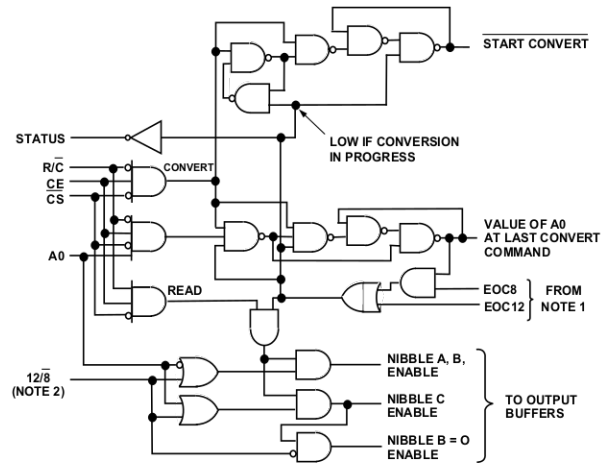 START CONVERT
STATUS
LOW IF CONVERSION
IN PROGRESS
R/C
CONVERT
CE
CS
VALUE OF A0
AT LAST CONVERT
COMMAND
A0
READ
EOC8
EOC12
FROM
NOTE 1
12/8
(NOTE 2)
NIBBLE A, B,
ENABLE
NIBBLE C
ENABLE
NIBBLE B = O
ENABLE
TO OUTPUT
BUFFERS